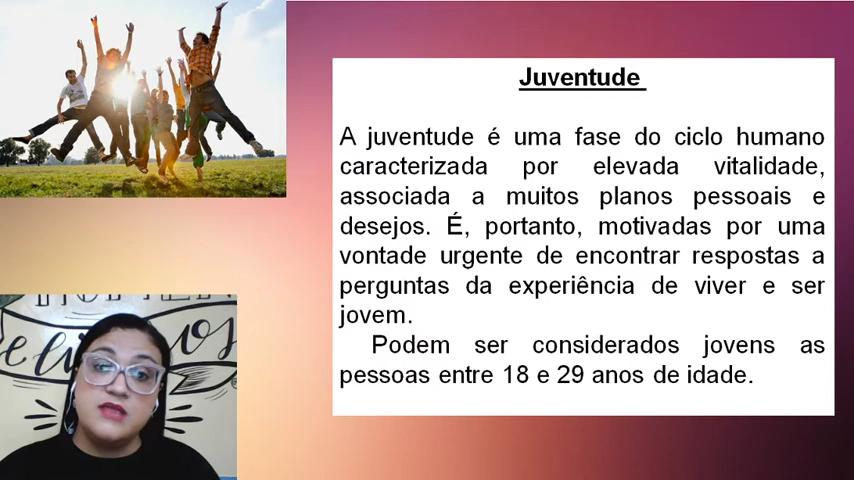 Juventude
A juventude é uma fase do ciclo humano
caracterizada por elevada vitalidade,
associada a muitos planos pessoais e
desejos. É, portanto, motivadas por uma
vontade urgente de encontrar respostas a
perguntas da experiência de viver e ser
jovem.
Podem ser considerados jovens as
pessoas entre 18 e 29 anos de idade.